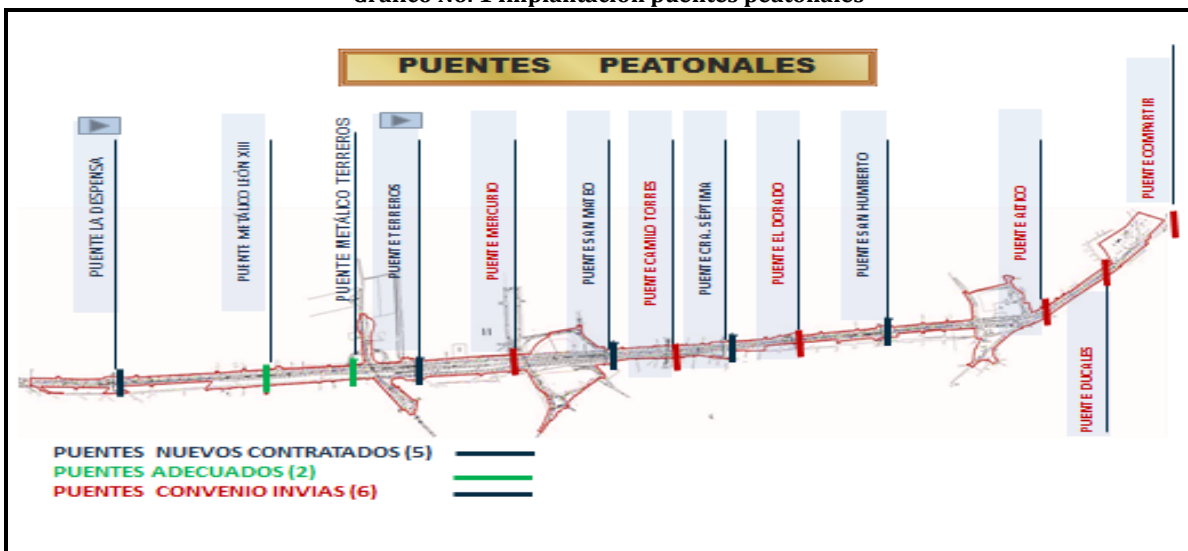 Gráfico No. 1 Implantación puentes peatonales
PUENTES PEATONALES
PUENTE LA DESPENSA
PUENTE METÁLICO LEÓN XIII
PUENTE METÁLICO TERREROS
PUENTE TERREROS
PUENTE MERCURIO
PUENTE SAN MATEO
PUENTE CAMILO TORRES
PUENTE CRA. SÉPTIMA
PUENTE EL DORADO
PUENTE SAN HUMBERTO
PUENTE ALTICO
PUENTE DUCALES
PUENTE COMPARTIR
PUENTES NUEVOS CONTRATADOS (5)
PUENTES ADECUADOS (2)
PUENTES CONVENIO INVIAS (6)